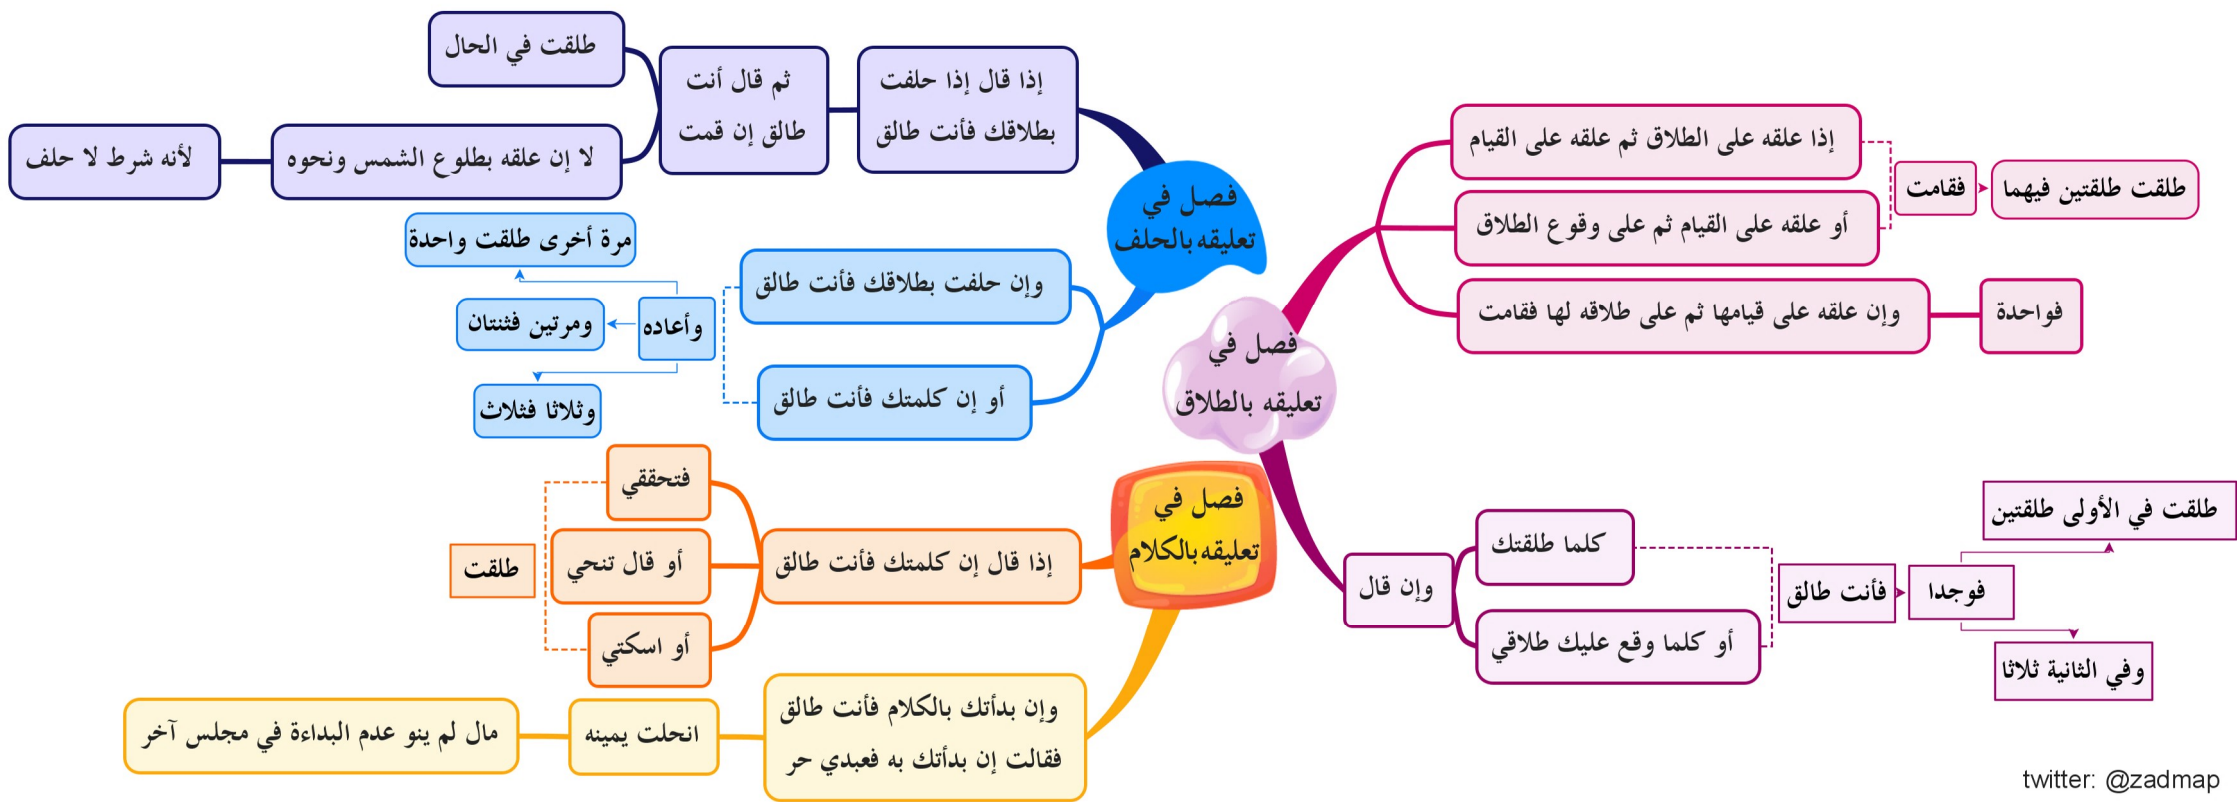 فصل في
تعليقه بالطلاق
إذا علقه على الطلاق ثم علقه على القيام
أو علقه على القيام ثم على وقوع الطلاق
فقامت
طلقت طلقتين فيهما
وإن علقه على قيامها ثم على طلاقه لها فقامت
فواحدة
وإن قال
كلما طلقتك
أو كلما وقع عليك طلاقي
فأنت طالق
فوجدا
طلقت في الأولى طلقتين
وفي الثانية ثلاثا
فصل في
تعليقه بالحلف
إذا قال إذا حلفت
بطلاقك فأنت طالق
ثم قال أنت
طالق إن قمت
طلقت في الحال
لا إن علقه بطلوع الشمس ونحوه
لأنه شرط لا حلف
وإن حلفت بطلاقك فأنت طالق
أو إن كلمتك فأنت طالق
وأعاده
مرة أخرى طلقت واحدة
ومرتين فثنتان
وثلاثا فثلاث
فصل في
تعليقه بالكلام
إذا قال إن كلمتك فأنت طالق
فتحققي
أو قال تنحي
أو اسكتي
طلقت
وإن بدأتك بالكلام فأنت طالق
فقالت إن بدأتك به فعبدي حر
انحلت يمينه
مال لم ينو عدم البداءة في مجلس آخر
twitter: @zadmap